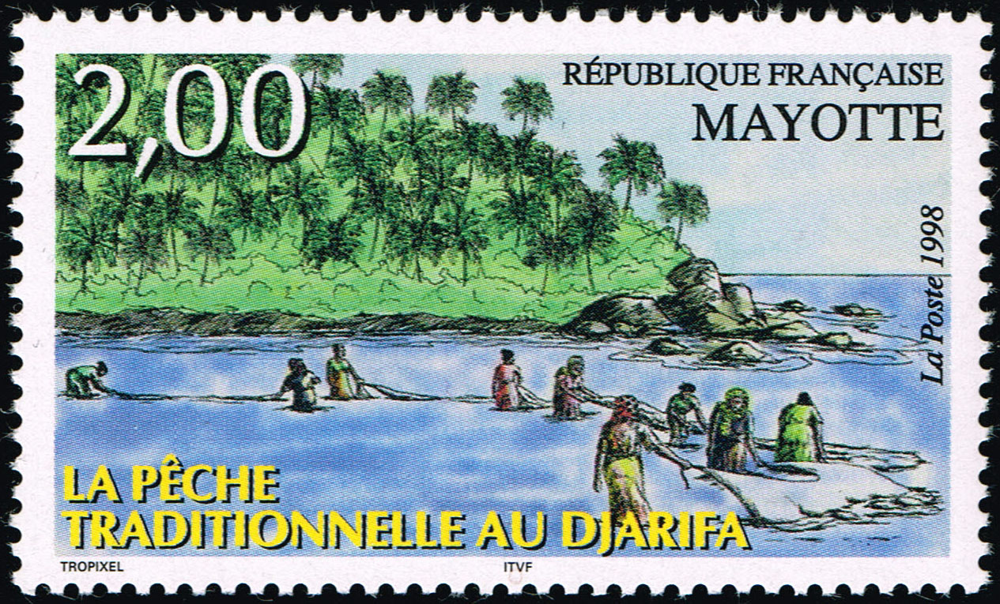 2,00
RÉPUBLIQUE FRANÇAISE
MAYOTTE
La Poste 1998
LA PÊCHE
TRADITIONNELLE AU DJARIFA
TROPIXEL
ITVF